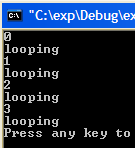 "C:\exp\Debug\ex
0
looping
1
looping
2
looping
3
looping
Press any key to